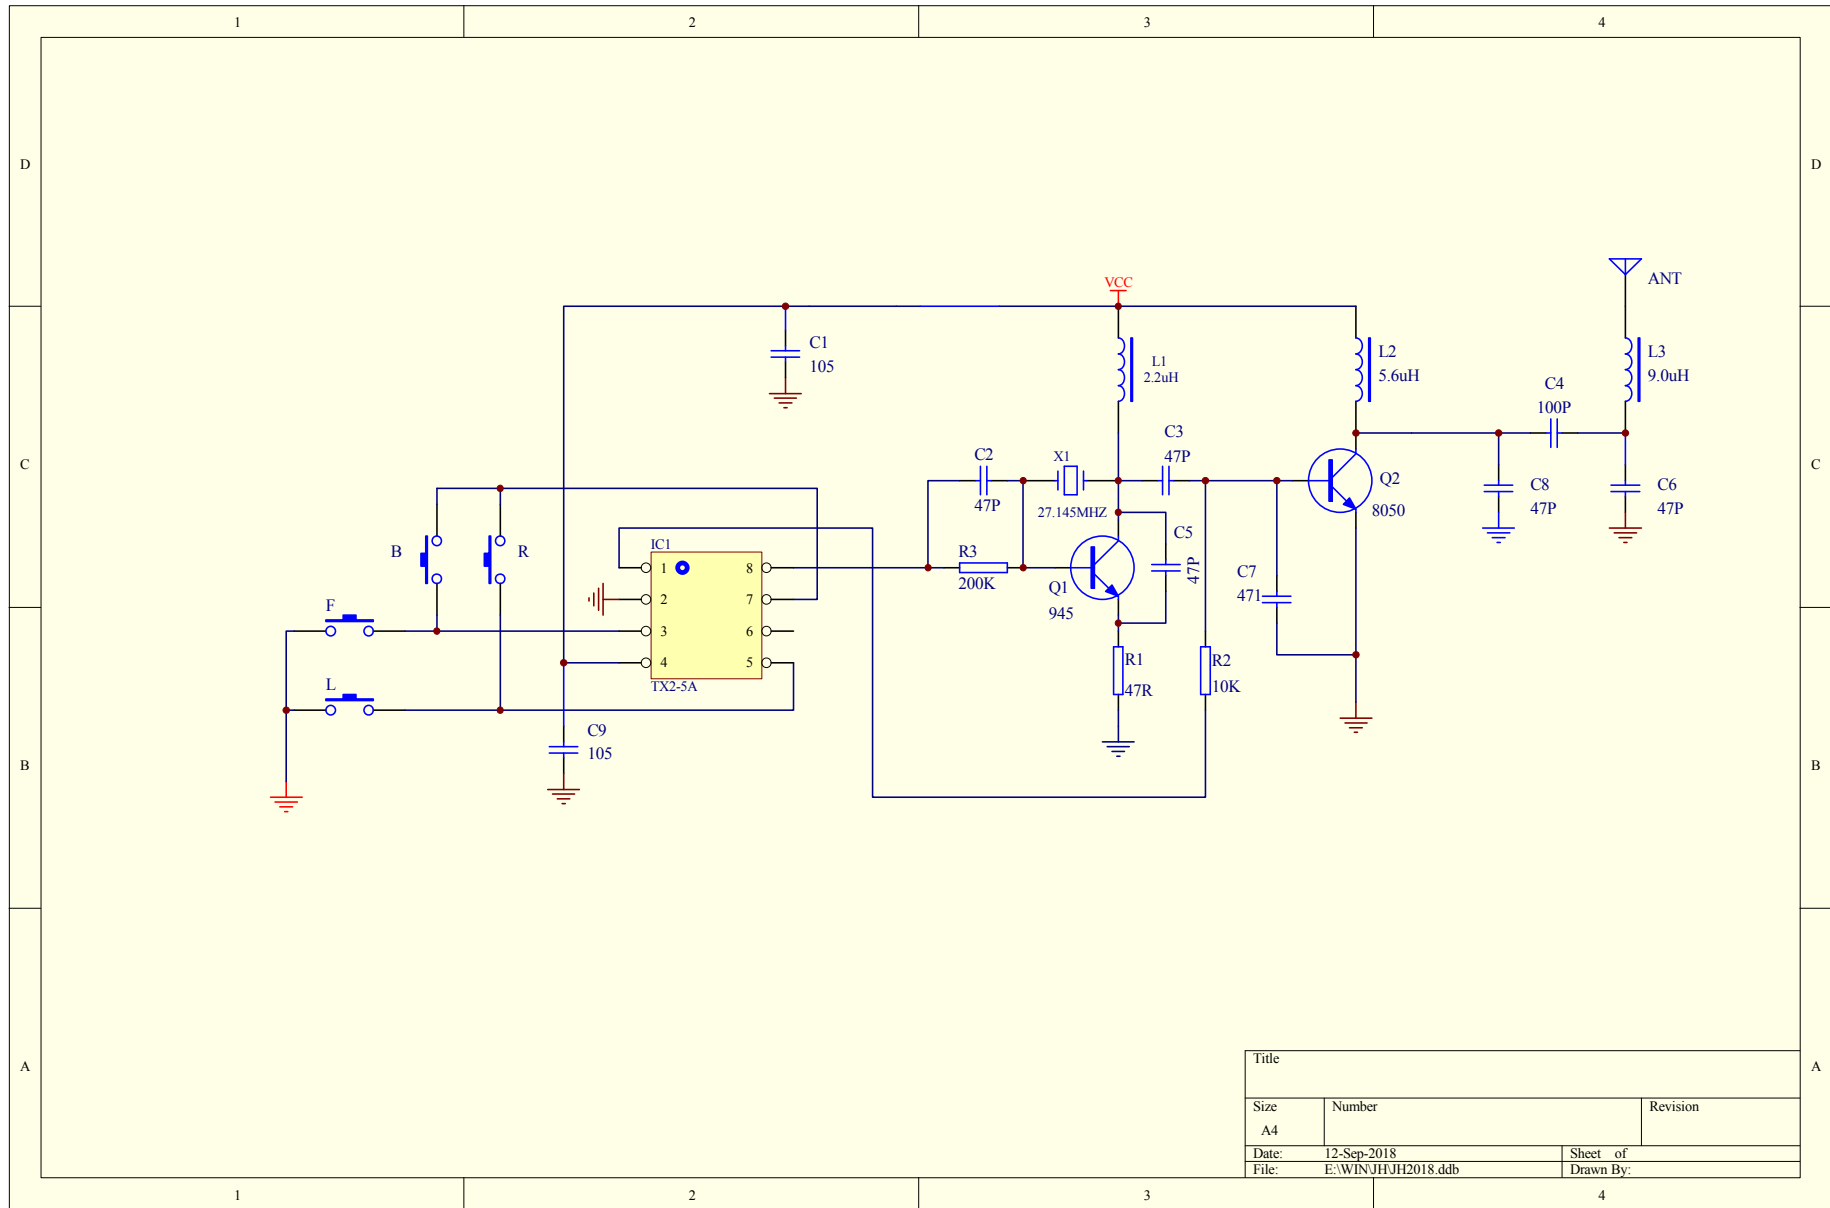 1 2 3 4
D D
VCC
ANT
C1
105
L1
2.2uH
L2
5.6uH
L3
9.0uH
C4
100P
C C
C2
47P
X1
27.145MHZ
C3
47P
Q2
8050
C8
47P
C6
47P
B
R
IC1
1 8
2 7
3 6
4 5
TX2-5A
R3
200K
Q1
945
C5
47P
C7
471
F
L
R1
47R
R2
10K
C9
105
B B
A A
Title
Size Number Revision
A4
Date: 12-Sep-2018 Sheet of
File: E:\WIN\JH\JH2018.ddb Drawn By:
1 2 3 4